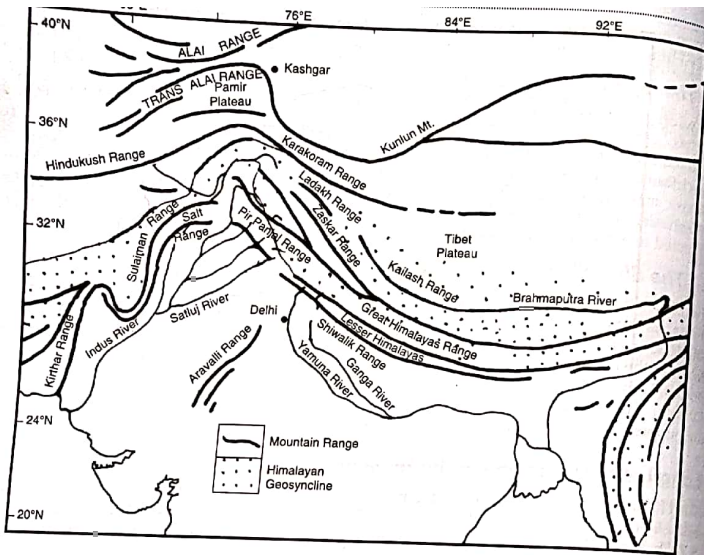 76°E
84°E
92°E
40°N
ALAI RANGE
Kashgar
TRANS ALAI RANGE
Pamir
Plateau
36°N
Kunlun Mt.
Hindukush Range
Karakoram Range
Ladakh Range
32°N
Sulaiman Range
Salt
Range
Pir Panjal Range
Zaskar Range
Tibet
Plateau
Kailash Range
Brahmaputra River
Kirthar Range
Indus River
Satluj River
Delhi
Great Himalayas Range
Lesser Himalayas
Shiwalik Range
Ganga River
Yamuna River
Aravalli Range
24°N
Mountain Range
Himalayan
Geosyncline
20°N